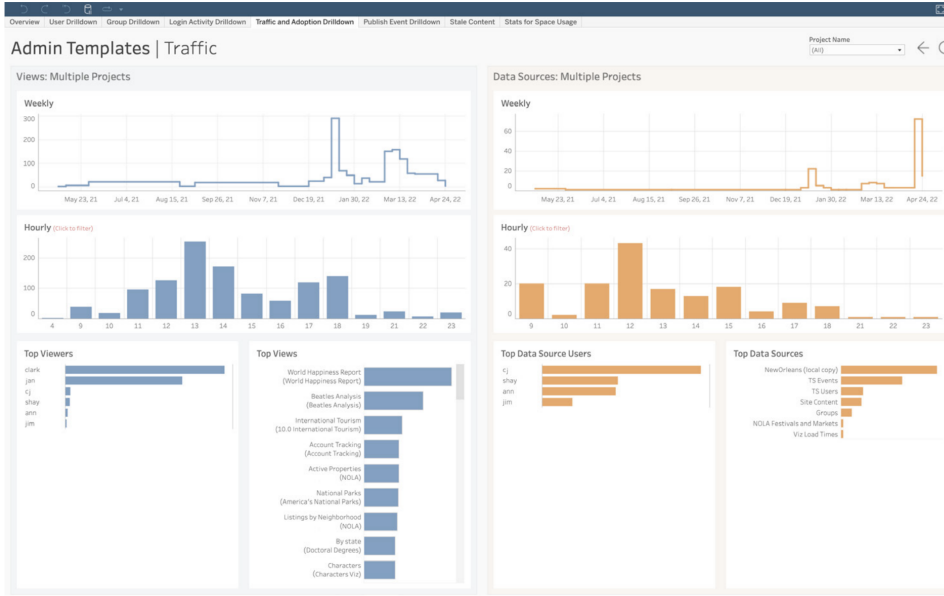 Overview User Drilldown Group Drilldown Login Activity Drilldown Traffic and Adoption Drilldown Publish Event Drilldown Stale Content Stats for Space Usage
Admin Templates | Traffic
Project Name
(All)
Views: Multiple Projects
Weekly
300
200
100
0
May 23, 21 Jul 4, 21 Aug 15, 21 Sep 26, 21 Nov 7, 21 Dec 19, 21 Jan 30, 22 Mar 13, 22 Apr 24, 22
Hourly (Click to filter)
200
100
0
4 9 10 11 12 13 14 15 16 17 18 19 21 22 23
Top Viewers
clark
jan
cj
shay
ann
jim
Top Views
World Happiness Report
(World Happiness Report)
Beatles Analysis
(Beatles Analysis)
International Tourism
(10.0 International Tourism)
Account Tracking
(Account Tracking)
Active Properties
(NOLA)
National Parks
(America's National Parks)
Listings by Neighborhood
(NOLA)
By state
(Doctoral Degrees)
Characters
(Characters Viz)
Data Sources: Multiple Projects
Weekly
60
40
20
0
May 23, 21 Jul 4, 21 Aug 15, 21 Sep 26, 21 Nov 7, 21 Dec 19, 21 Jan 30, 22 Mar 13, 22 Apr 24, 22
Hourly (Click to filter)
40
20
0
9 10 11 12 13 14 15 16 17 18 21 22 23
Top Data Source Users
cj
shay
ann
jim
Top Data Sources
NewOrleans (local copy)
TS Events
TS Users
Site Content
Groups
NOLA Festivals and Markets
Viz Load Times